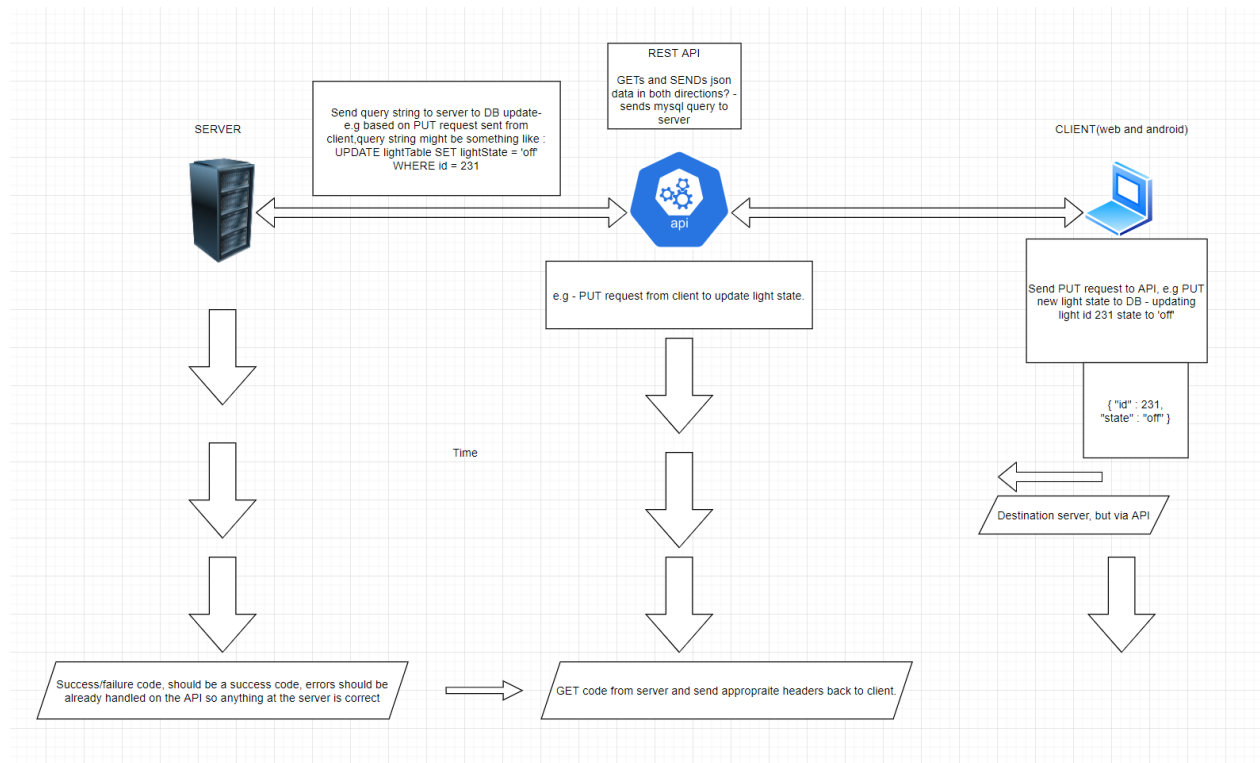 REST API
GETs and SENDs json
data in both directions? -
sends mysql query to
server
Send query string to server to DB update-
e.g based on PUT request sent from
client,query string might be something like :
UPDATE lightTable SET lightState = 'off'
WHERE id = 231
SERVER
CLIENT(web and android)
api
e.g - PUT request from client to update light state.
Send PUT request to API, e.g PUT
new light state to DB - updating
light id 231 state to 'off'
{ "id" : 231,
"state" : "off" }
Time
Destination server, but via API
Success/failure code, should be a success code, errors should be
already handled on the API so anything at the server is correct
GET code from server and send appropraite headers back to client.